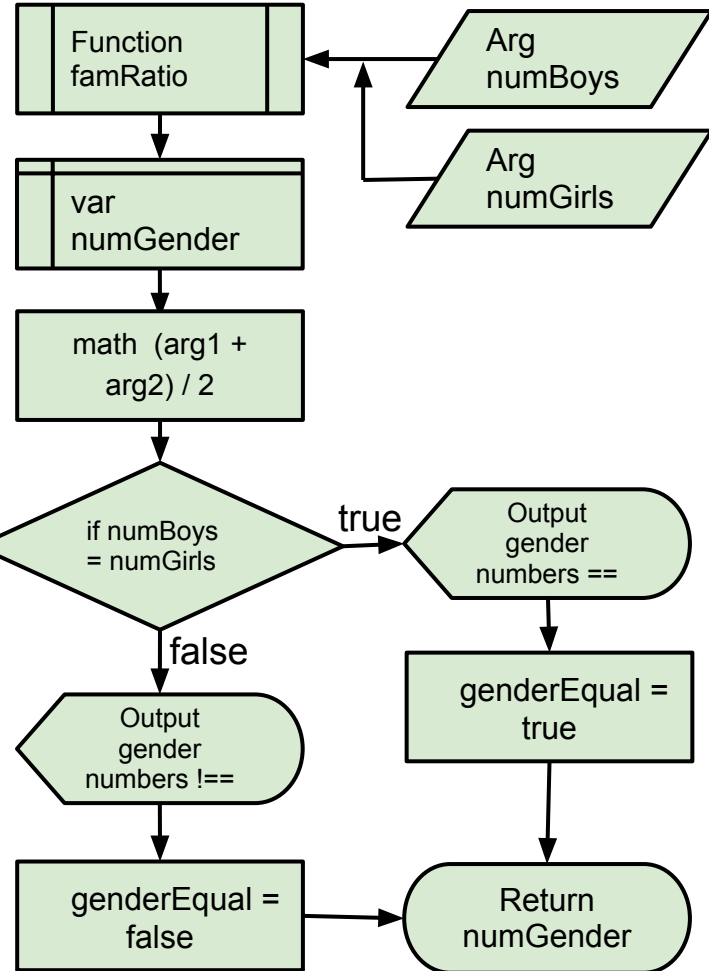 Function
famRatio
Arg
numBoys
Arg
numGirls
var
numGender
math (arg1 +
arg2) / 2
if numBoys
= numGirls
true
Output
gender
numbers ==
false
genderEqual =
true
Output
gender
numbers !==
genderEqual =
false
Return
numGender